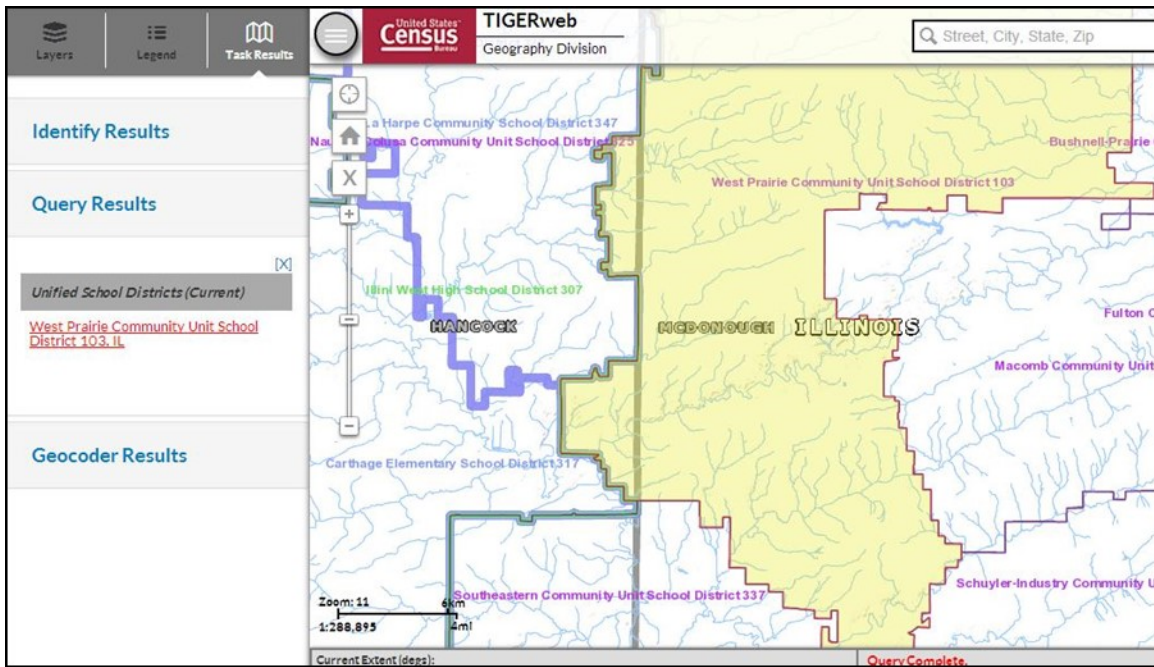 Layers
Legend
Task Results
United States
Census
Bureau
TIGERweb
Geography Division
Street, City, State, Zip
Identify Results
Query Results
[X]
Unified School Districts (Current)
West Prairie Community Unit School
District 103, IL
Geocoder Results
X
La Harpe Community School District 347
Colusa Community Unit School District 325
Bushnell-Prairie
West Prairie Community Unit School District 103
Illini West High School District 307
HANCOCK
MCDONOUGH
ILLINOIS
Fulton
Macomb Community Unit
Carthage Elementary School District 317
Schuyler-Industry Community
Southeastern Community Unit School District 337
Zoom: 11
6km
1:288,895
4mi
Current Extent (degs):
Query Complete.